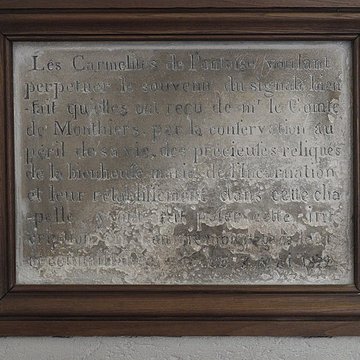 Les Carmelites de Pontoise voulant
perpetuer le souvenir du signalé bien
-fait qu'elles ont reçu de mr le Comte
de Monthiers, par la conservation au
péril de sa vie, des précieuses reliques
de la bienheuse marie de l'Incarnation
et leur rétablissement dans cette cha
-pelle ont fait poser cette ins
cription